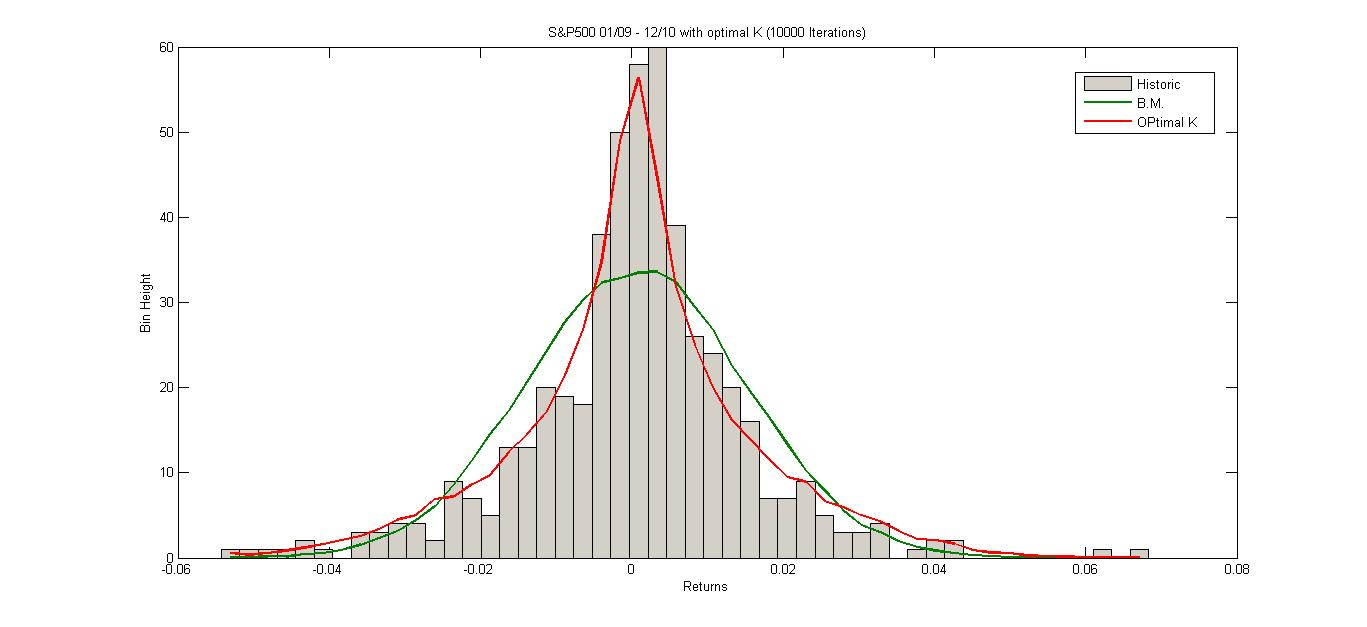 S&P500 01/09 - 12/10 with optimal K (10000 Iterations)
60
50
40
30
20
10
0
Bin Height
-0.06
-0.04
-0.02
0
0.02
0.04
0.06
0.08
Returns
Historic
B.M.
OPtimal K